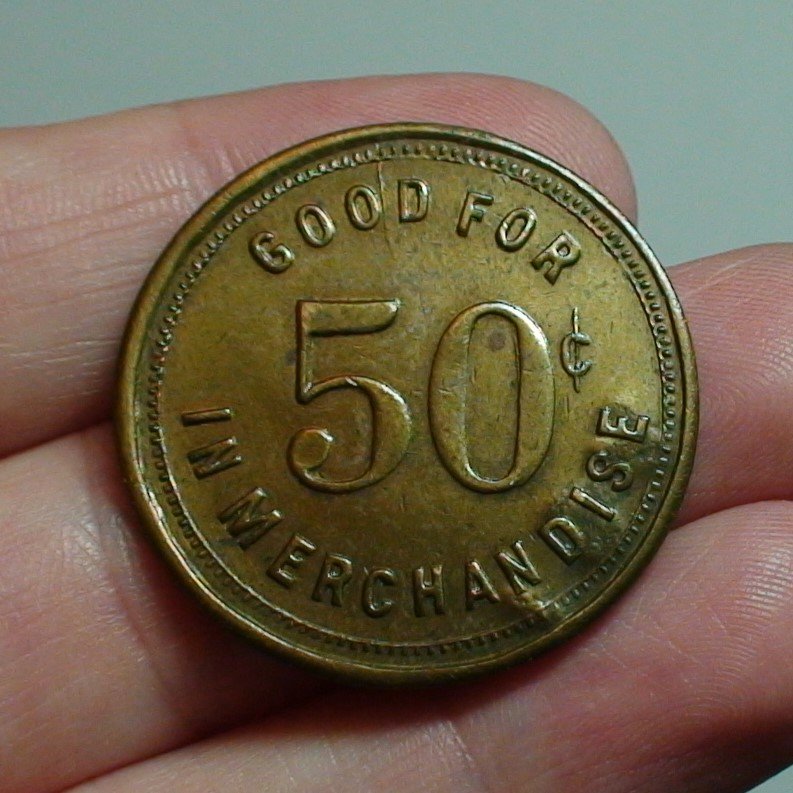 GOOD FOR
50¢
IN MERCHANDISE